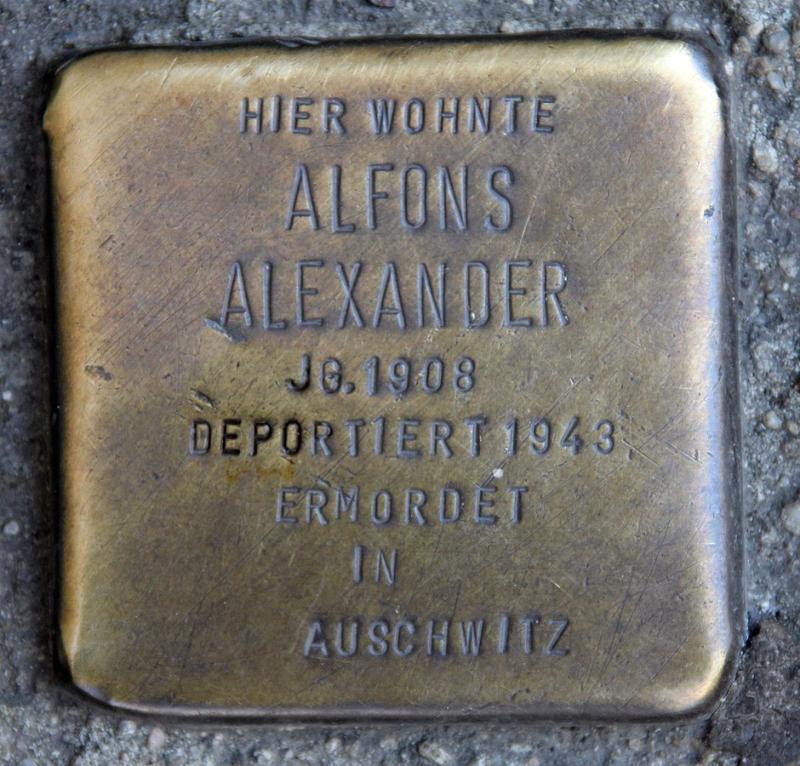 HIER WOHNTE
ALFONS
ALEXANDER
JG. 1908
DEPORTIERT 1943
ERMORDET
IN
AUSCHWITZ